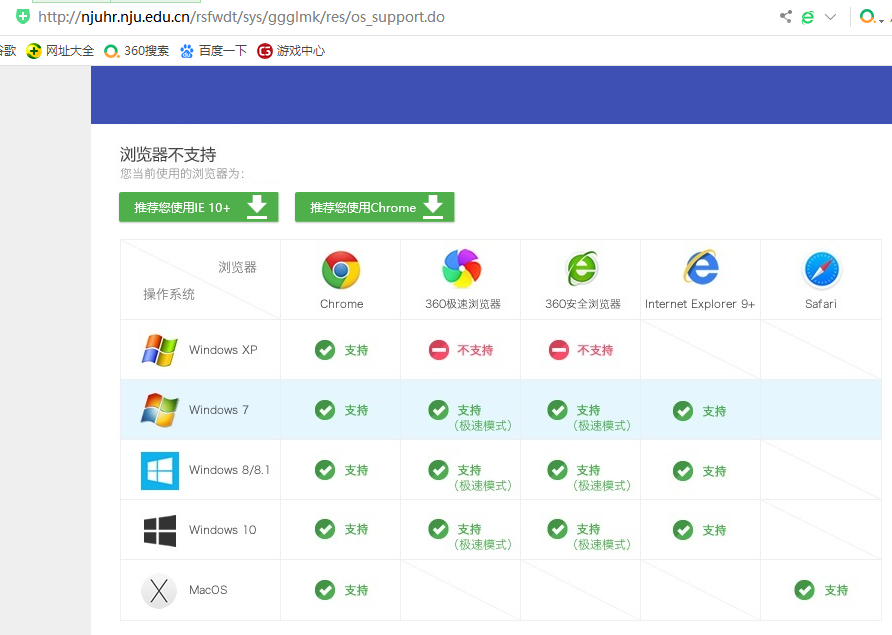 http://njuhr.nju.edu.cn/rsfwdt/sys/ggglmk/res/os_support.do
谷歌 网址大全 360搜索 百度一下 游戏中心
浏览器不支持
您当前使用的浏览器为:
推荐您使用IE 10+ 推荐您使用Chrome
浏览器
操作系统
Chrome 360极速浏览器 360安全浏览器 Internet Explorer 9+ Safari
Windows XP 支持 不支持 不支持
Windows 7 支持 支持 支持 支持
(极速模式) (极速模式)
Windows 8/8.1 支持 支持 支持 支持
(极速模式) (极速模式)
Windows 10 支持 支持 支持 支持
(极速模式) (极速模式)
MacOS 支持 支持